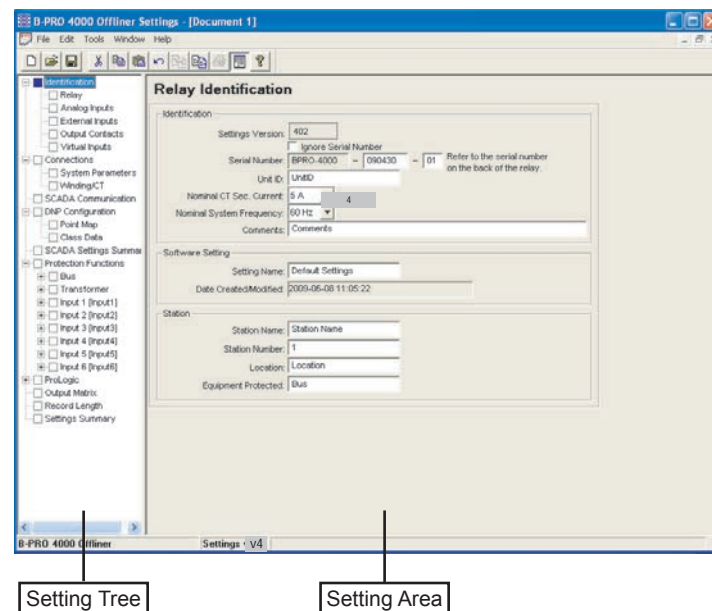 B-PRO 4000 Offliner Settings - [Document 1]
File Edit Tools Window Help
Identification
Relay
Analog Inputs
External Inputs
Output Contacts
Virtual Inputs
Connections
System Parameters
Winding/CT
SCADA Communication
DNP Configuration
Point Map
Class Data
SCADA Settings Summar
Protection Functions
Bus
Transformer
Input 1 [Input1]
Input 2 [Input2]
Input 3 [Input3]
Input 4 [Input4]
Input 5 [Input5]
Input 6 [Input6]
ProLogic
Output Matrix
Record Length
Settings Summary
Relay Identification
Identification
Settings Version: 402
Ignore Serial Number
Serial Number: BPRO-4000 - 090430 - 01 Refer to the serial number
on the back of the relay.
Unit ID: UnitID
Nominal CT Sec. Current: 5 A 4
Nominal System Frequency: 60 Hz
Comments: Comments
Software Setting
Setting Name: Default Settings
Date Created/Modified: 2009-06-08 11:05:22
Station
Station Name: Station Name
Station Number: 1
Location: Location
Equipment Protected: Bus
B-PRO 4000 Offliner Settings v4
Setting Tree
Setting Area